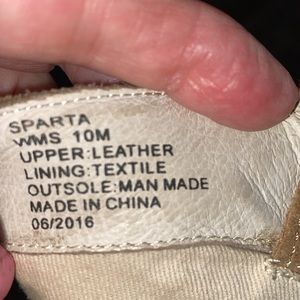 SPARTA
WMS 10M
UPPER:LEATHER
LINING:TEXTILE
OUTSOLE:MAN MADE
MADE IN CHINA
06/2016